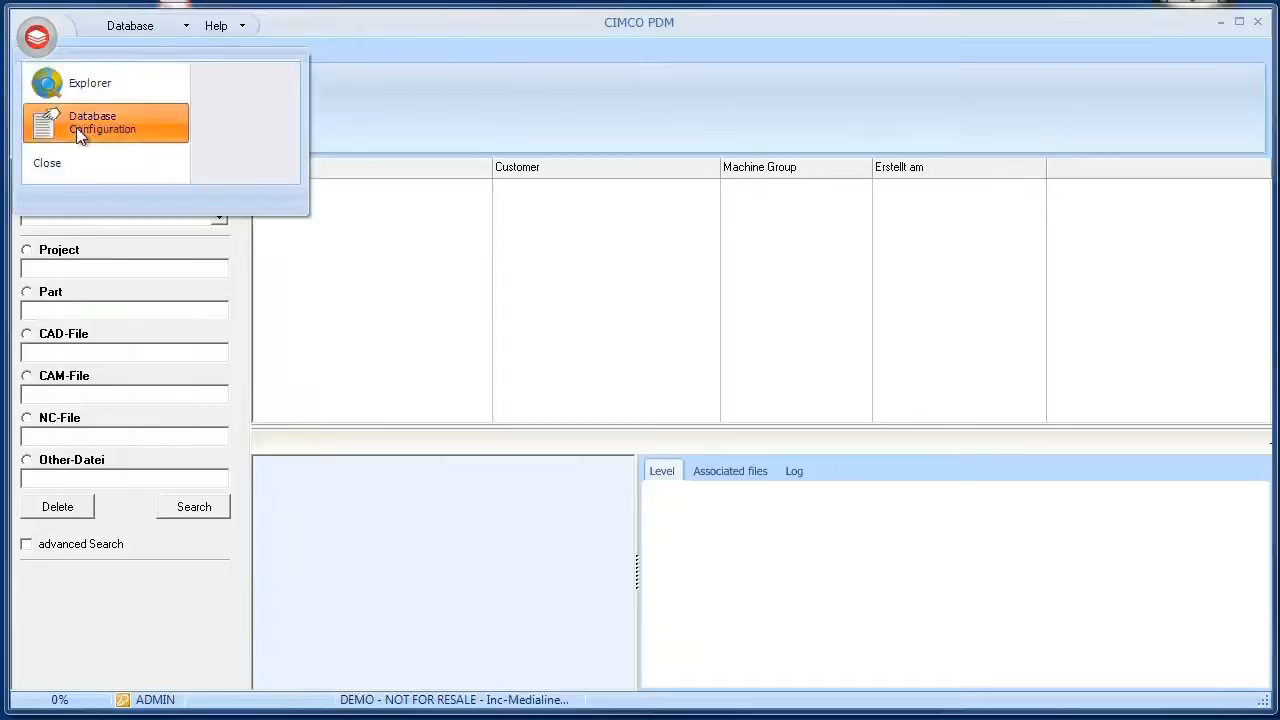 Database
Help
CIMCO PDM
Explorer
Database
Configuration
Close
Customer
Machine Group
Erstellt am
Project
Part
CAD-File
CAM-File
NC-File
Other-Datei
Delete
Search
advanced Search
Level
Associated files
Log
0%
ADMIN
DEMO - NOT FOR RESALE - Inc-Medialine...